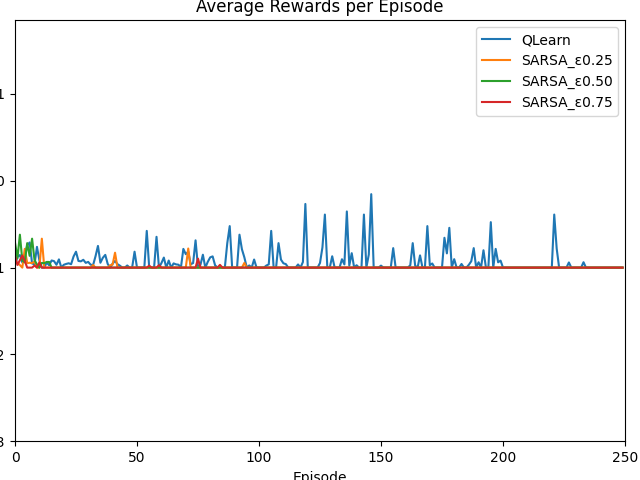 Average Rewards per Episode
QLearn
SARSA_ε0.25
SARSA_ε0.50
SARSA_ε0.75
1
0
1
2
3
0 50 100 150 200 250
Episode